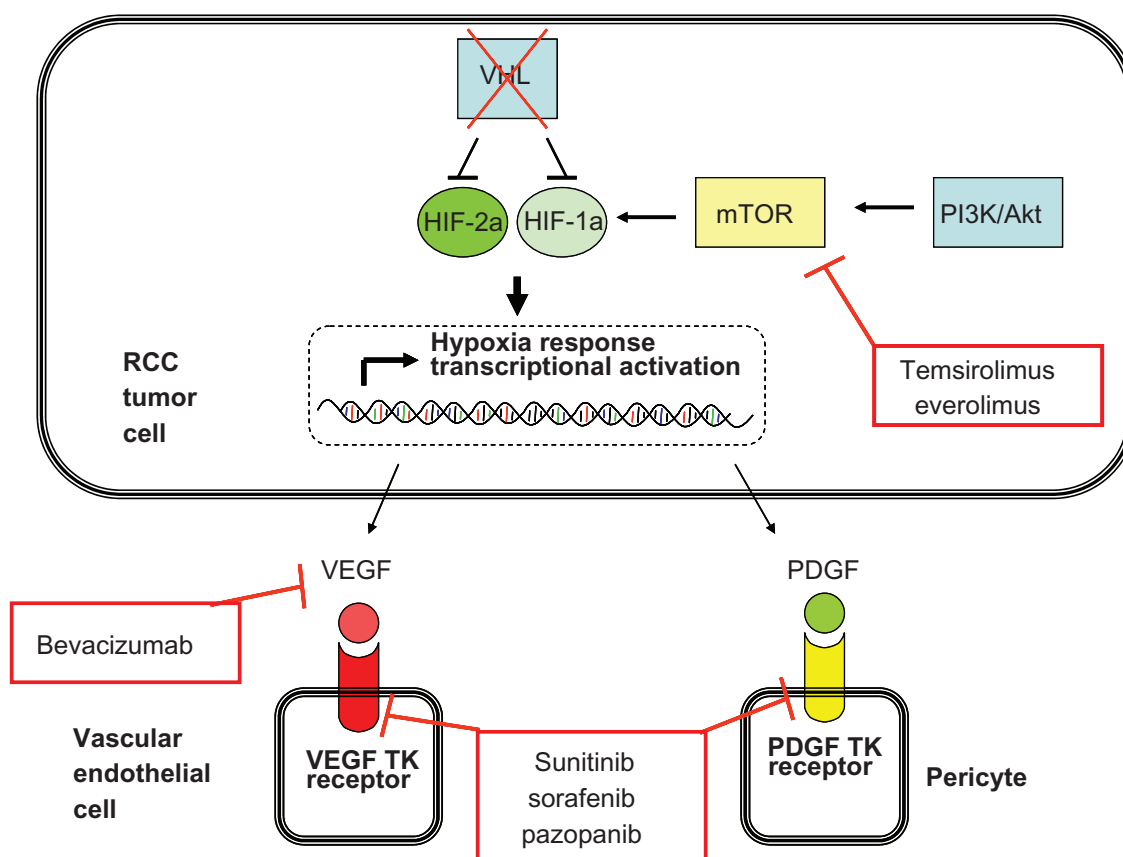 VHL
HIF-2a
HIF-1a
mTOR
PI3K/Akt
Hypoxia response
transcriptional activation
RCC
tumor
cell
Temsirolimus
everolimus
VEGF
PDGF
Bevacizumab
Vascular
endothelial
cell
VEGF TK
receptor
Sunitinib
sorafenib
pazopanib
PDGF TK
receptor
Pericyte